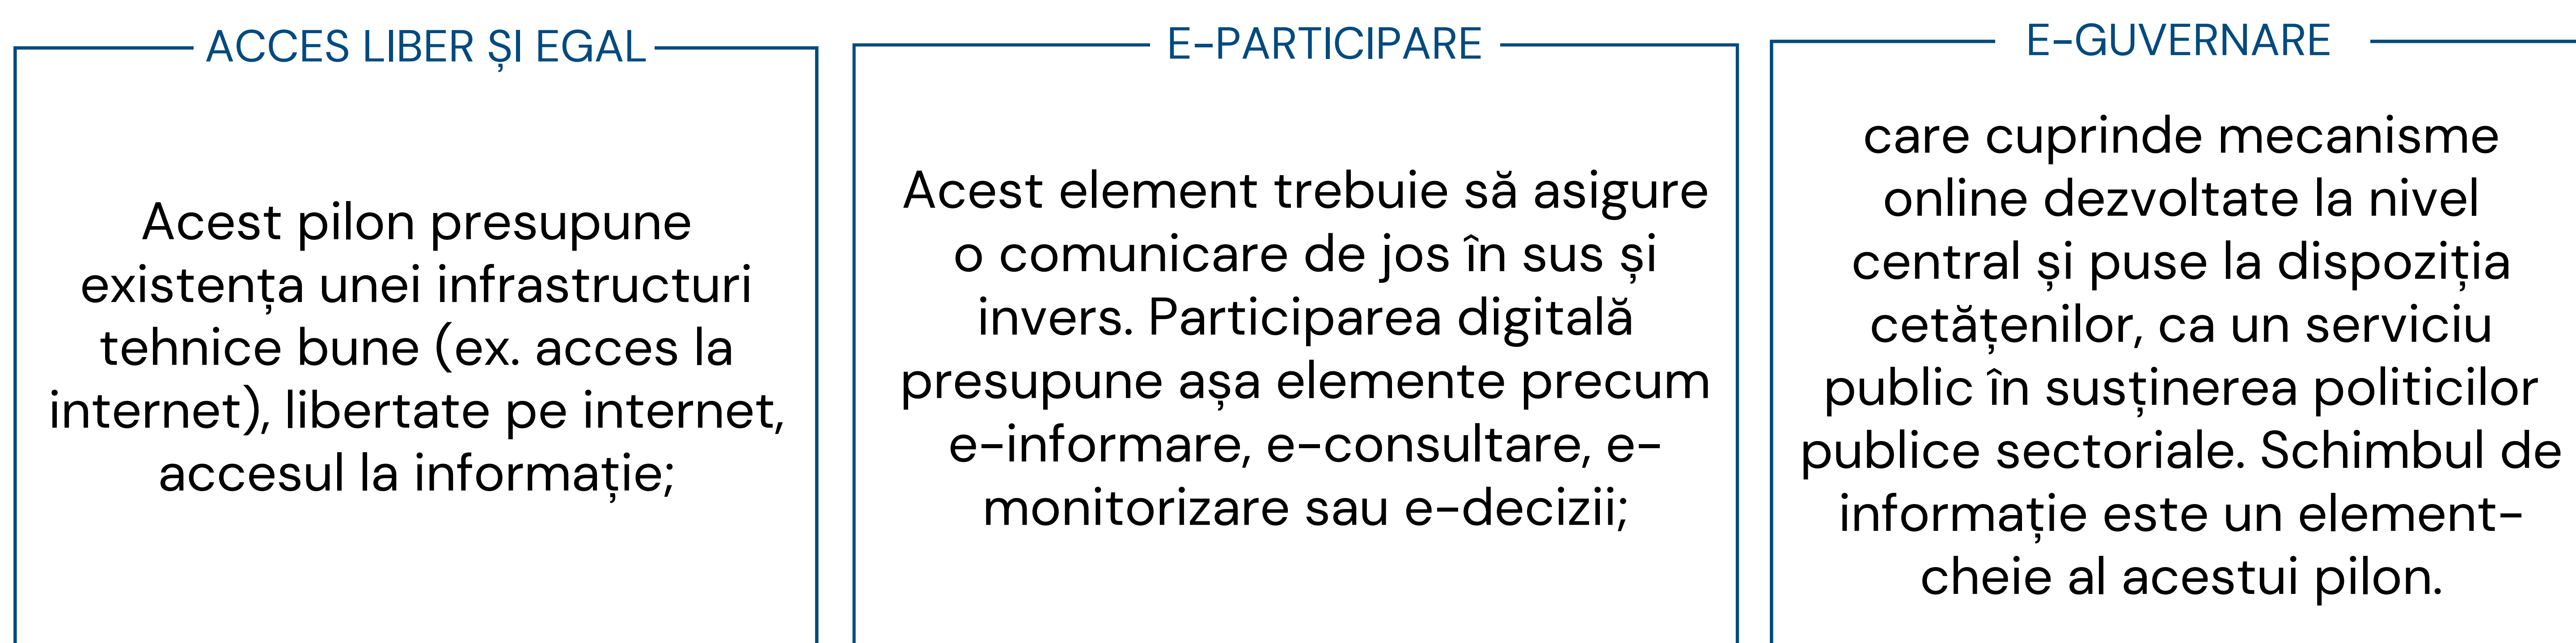 ACCES LIBER ȘI EGAL
Acest pilon presupune
existența unei infrastructuri
tehnice bune (ex. acces la
internet), libertate pe internet,
accesul la informație;
E-PARTICIPARE
Acest element trebuie să asigure
o comunicare de jos în sus și
invers. Participarea digitală
presupune așa elemente precum
e-informare, e-consultare, e-
monitorizare sau e-decizii;
E-GUVERNARE
care cuprinde mecanisme
online dezvoltate la nivel
central și puse la dispoziția
cetățenilor, ca un serviciu
public în susținerea politicilor
publice sectoriale. Schimbul de
informație este un element-
cheie al acestui pilon.